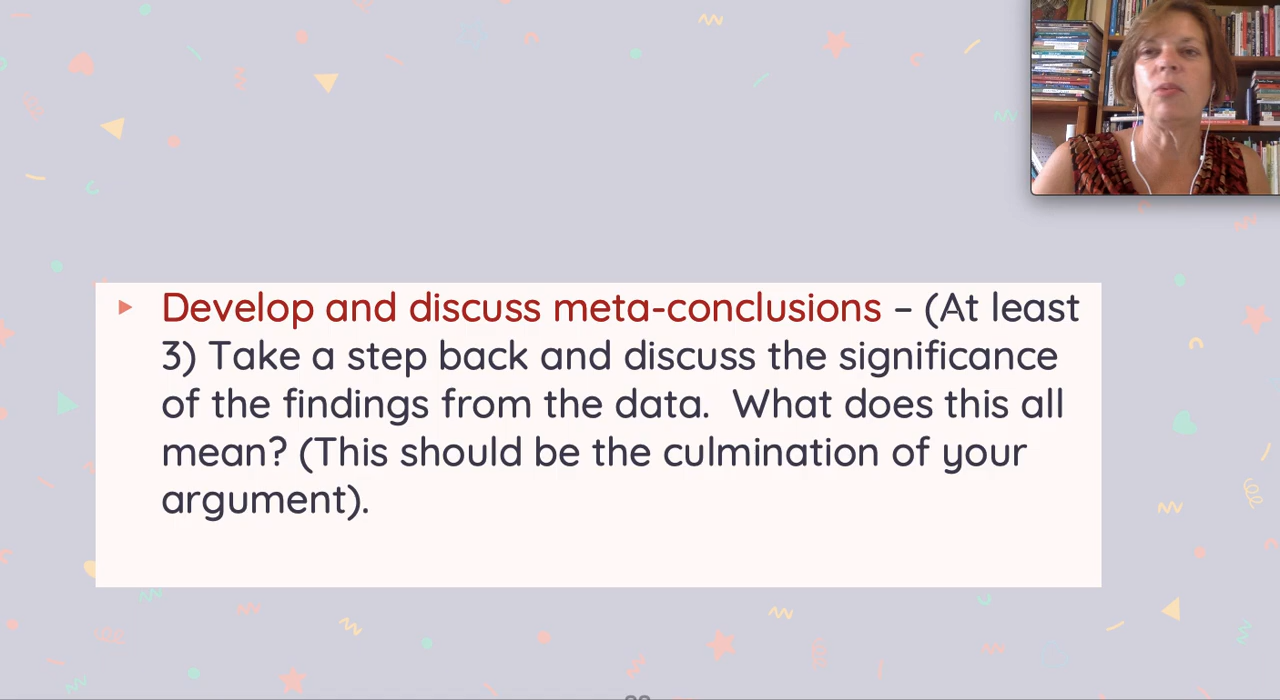 Develop and discuss meta-conclusions – (At least
3) Take a step back and discuss the significance
of the findings from the data.  What does this all
mean? (This should be the culmination of your
argument).